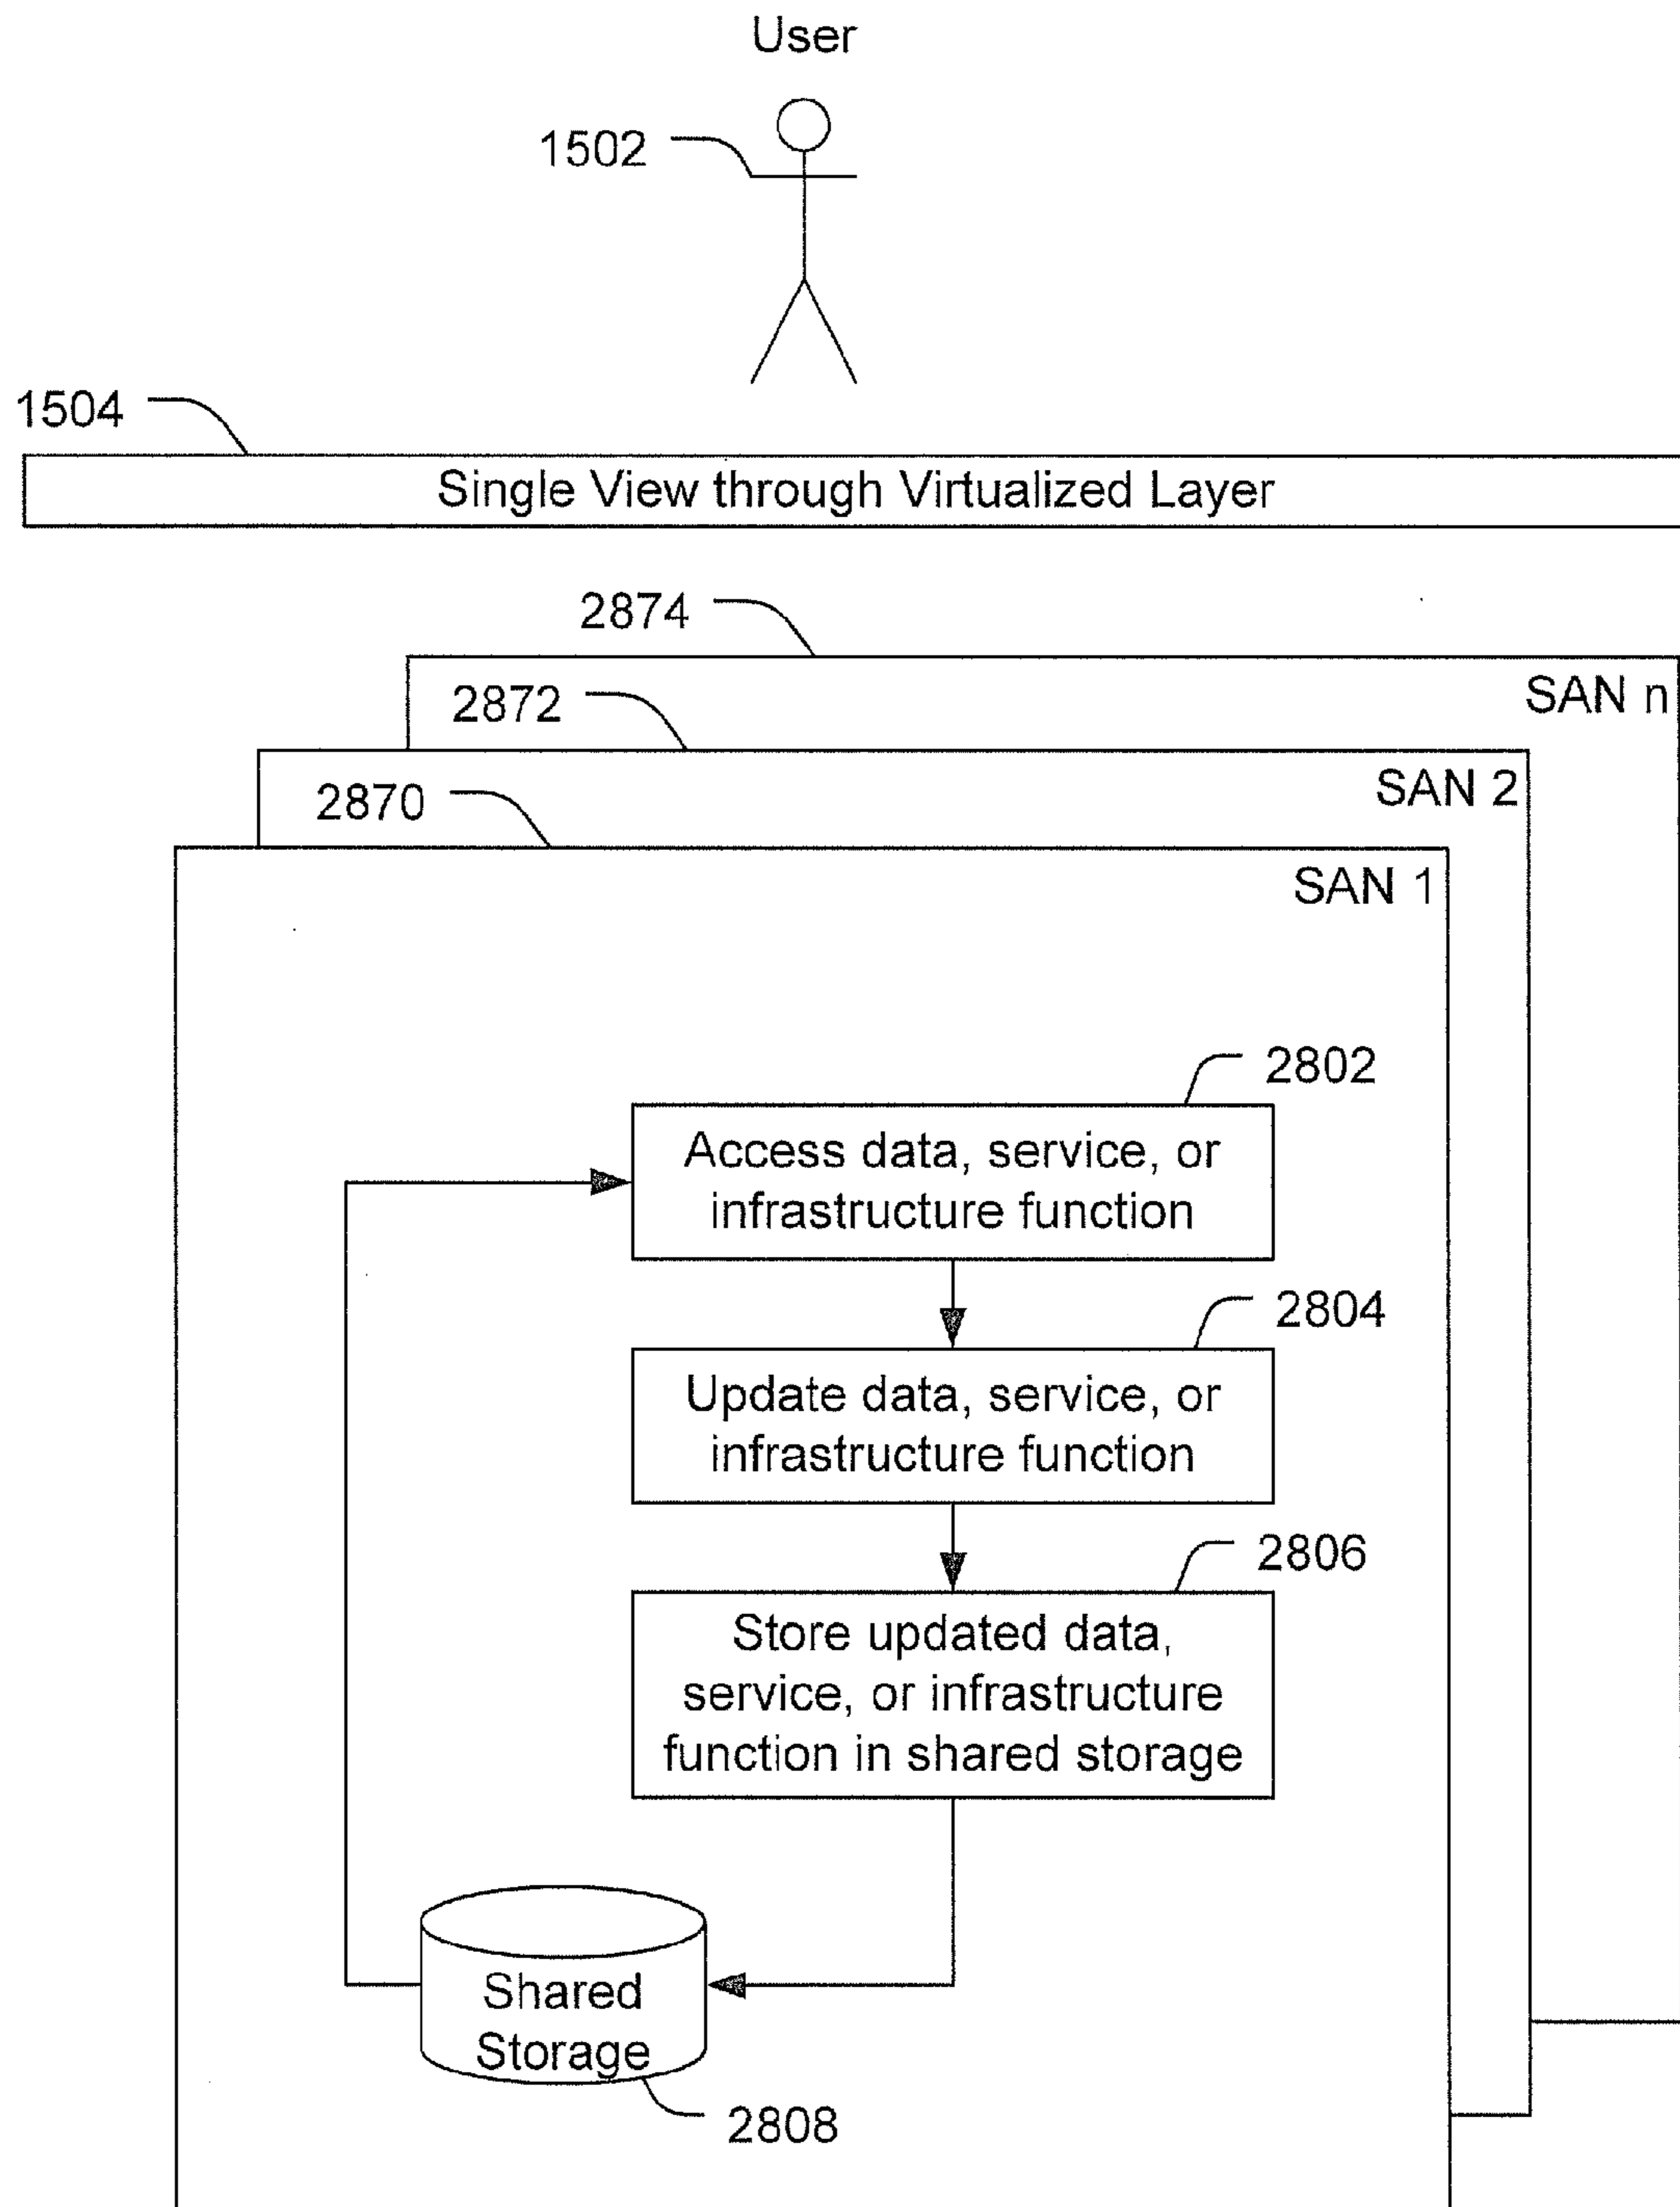 User
1502
1504
Single View through Virtualized Layer
2874
SAN n
2872
SAN 2
2870
SAN 1
2802
Access data, service, or
infrastructure function
2804
Update data, service, or
infrastructure function
2806
Store updated data,
service, or infrastructure
function in shared storage
Shared
Storage
2808